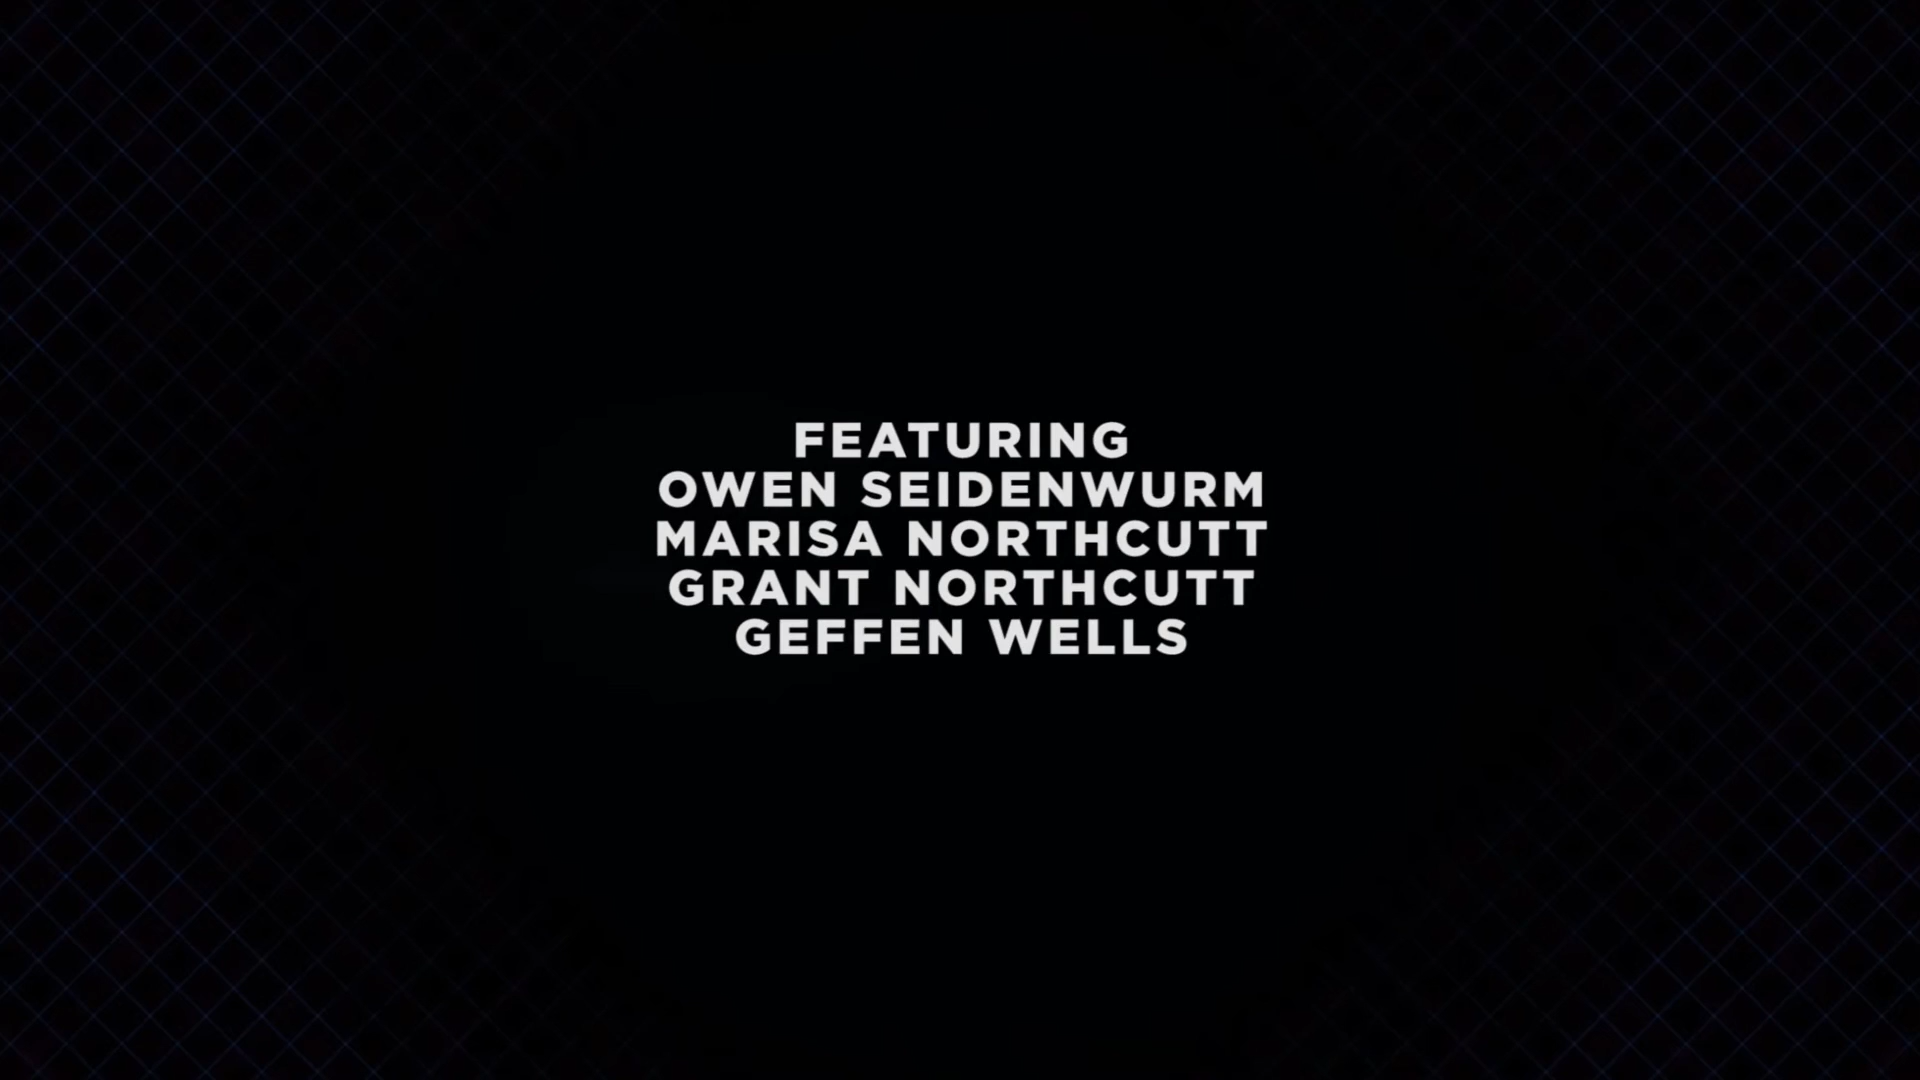 FEATURING
OWEN SEIDENWURM
MARISA NORTHCUTT
GRANT NORTHCUTT
GEFFEN WELLS